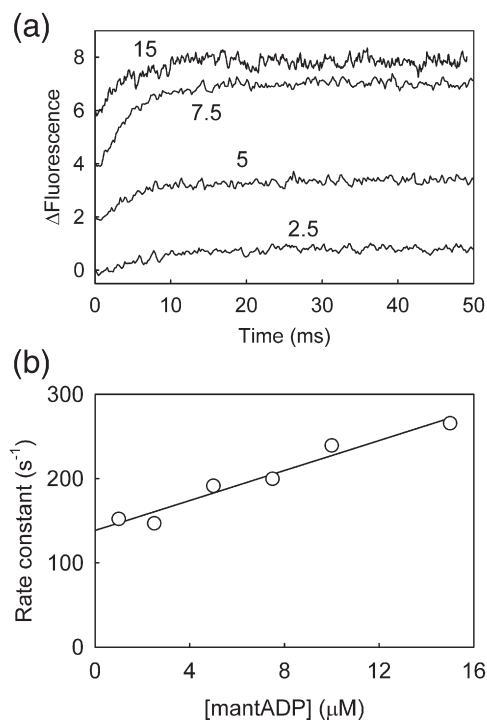 (a)
8
6
4
2
0
ΔFluorescence
15
7.5
5
2.5
0 10 20 30 40 50
Time (ms)
(b)
300
200
100
0
Rate constant (s⁻¹)
0 4 8 12 16
[mantADP] (μM)